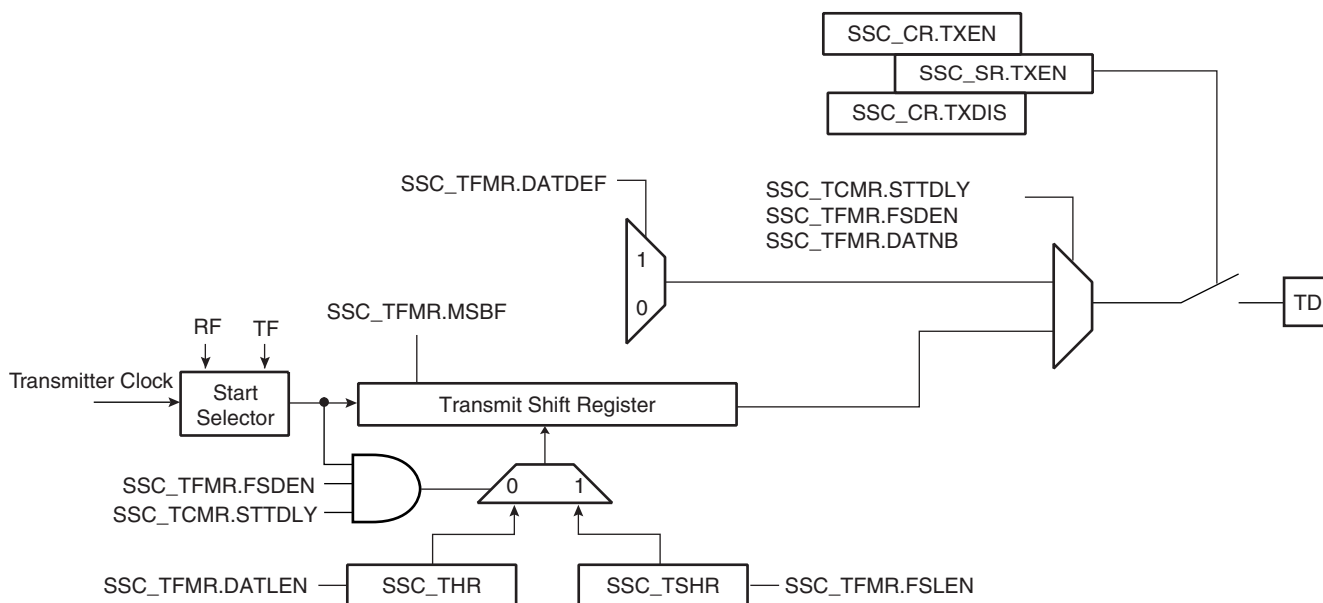 SSC_CR.TXEN
SSC_SR.TXEN
SSC_CR.TXDIS
SSC_TFMR.DATDEF
SSC_TCMR.STTDLY
SSC_TFMR.FSDEN
SSC_TFMR.DATNB
1
0
TD
SSC_TFMR.MSBF
RF
TF
Transmitter Clock
Start
Selector
Transmit Shift Register
SSC_TFMR.FSDEN
SSC_TCMR.STTDLY
0
1
SSC_TFMR.DATLEN
SSC_THR
SSC_TSHR
SSC_TFMR.FSLEN